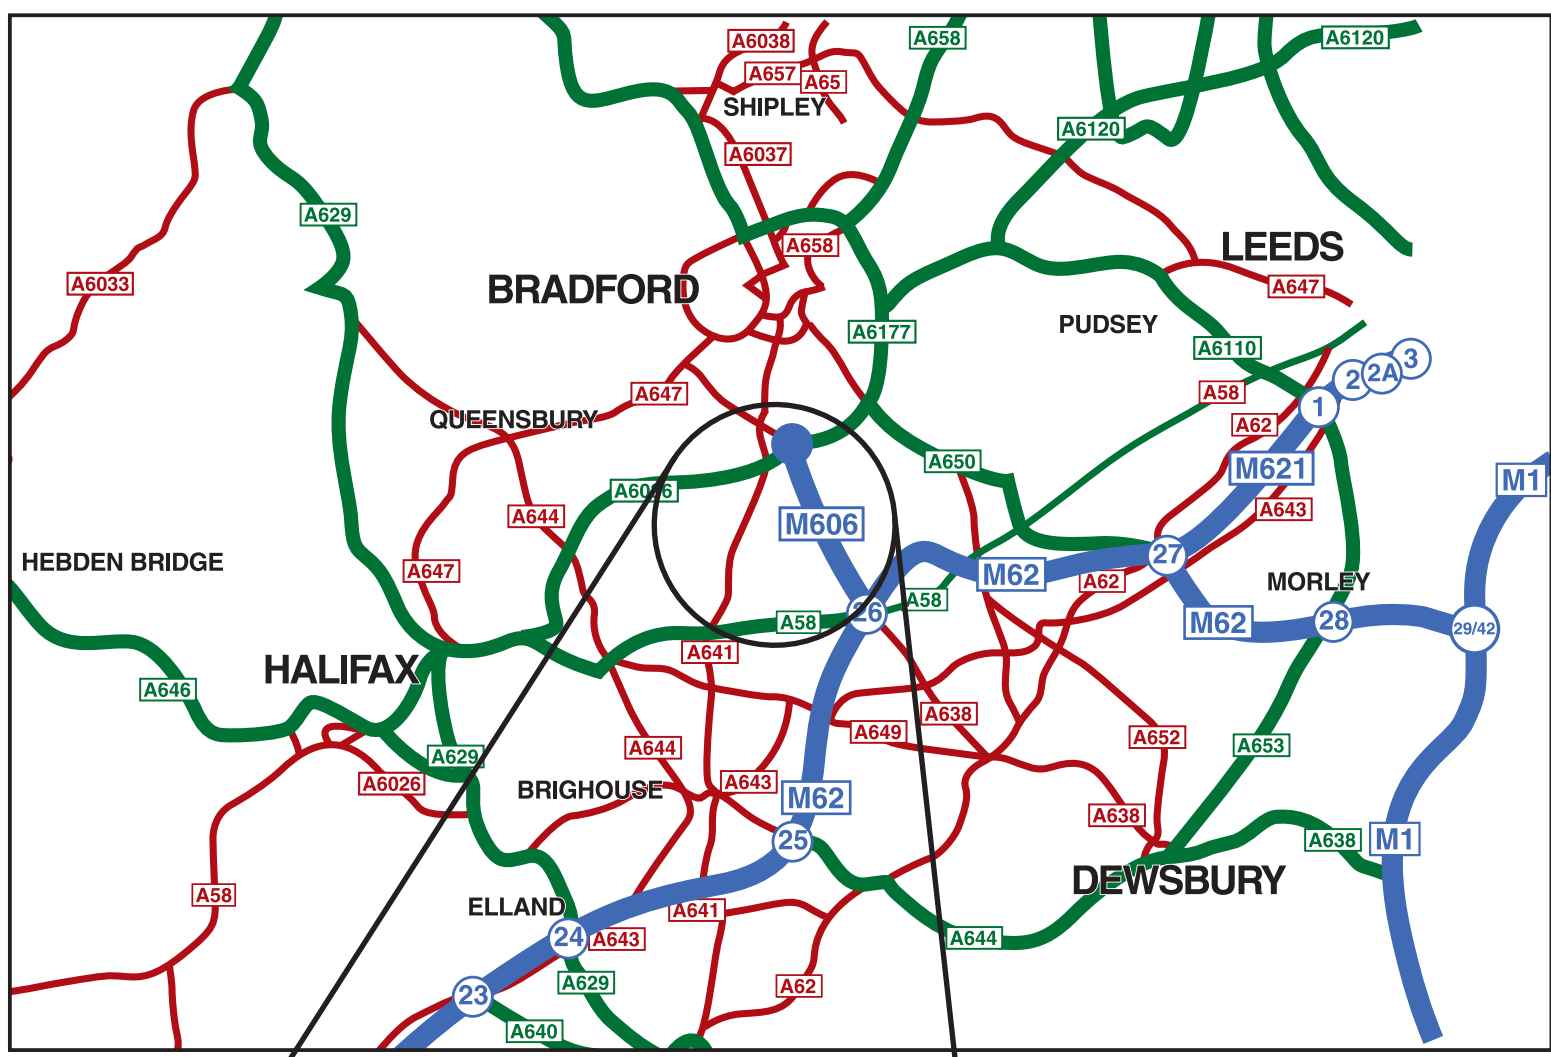 A6038
A658
A6120
A657
A65
SHIPLEY
A6120
A6037
A629
A658
LEEDS
A6033
BRADFORD
A647
PUDSEY
A6177
A6110
3
2A
2
A647
A58
1
QUEENSBURY
A62
A650
M621
M1
A6036
A644
A643
M606
HEBDEN BRIDGE
A647
27
M62
A62
MORLEY
A58
26
A58
M62
28
29/42
A641
HALIFAX
A646
A638
A649
A652
A653
A644
A629
A6026
BRIGHOUSE
A643
M62
A638
25
A638
M1
DEWSBURY
A58
ELLAND
A641
24
A643
A644
A629
A62
23
A640